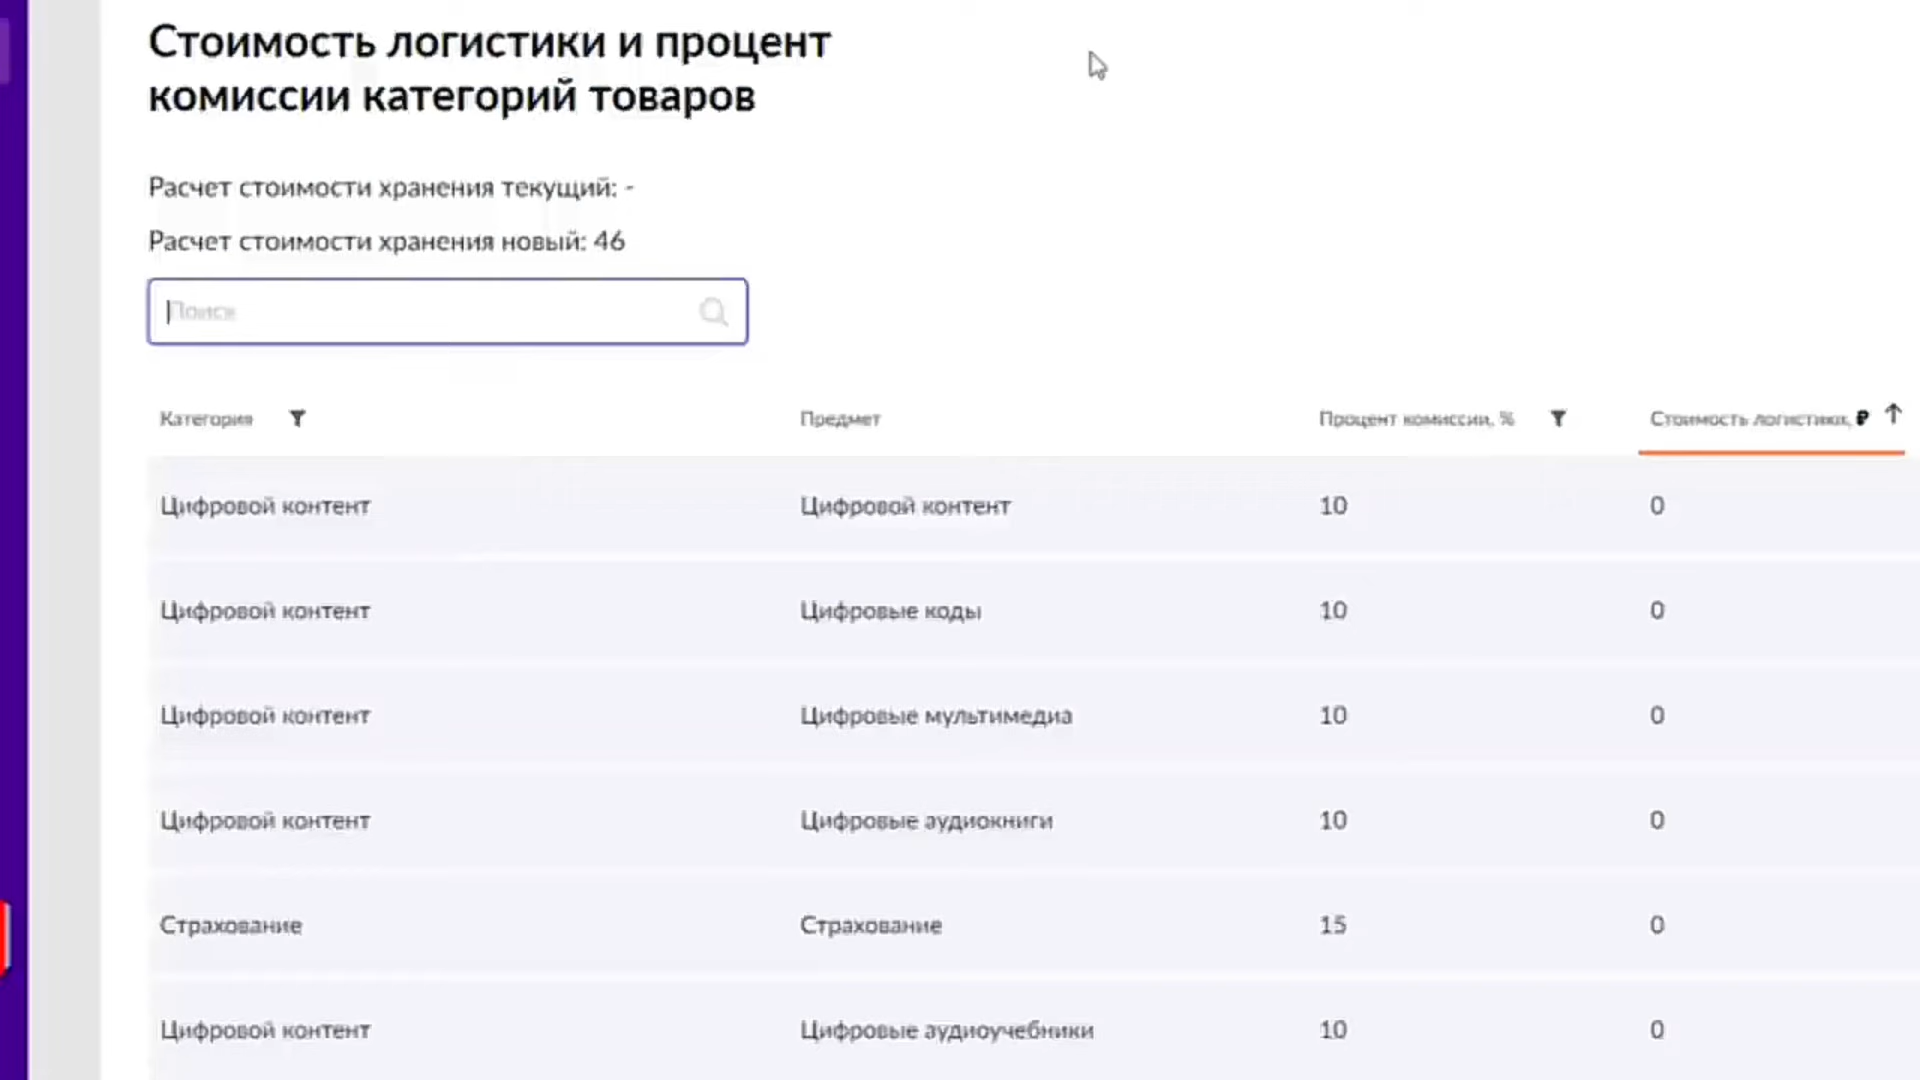 Стоимость логистики и процент
комиссии категорий товаров
Расчет стоимости хранения текущий: -
Расчет стоимости хранения новый: 46
Поиск
Категория Предмет Процент комиссии, % Стоимость логистики, ₽
Цифровой контент Цифровой контент 10 0
Цифровой контент Цифровые коды 10 0
Цифровой контент Цифровые мультимедиа 10 0
Цифровой контент Цифровые аудиокниги 10 0
Страхование Страхование 15 0
Цифровой контент Цифровые аудиоучебники 10 0